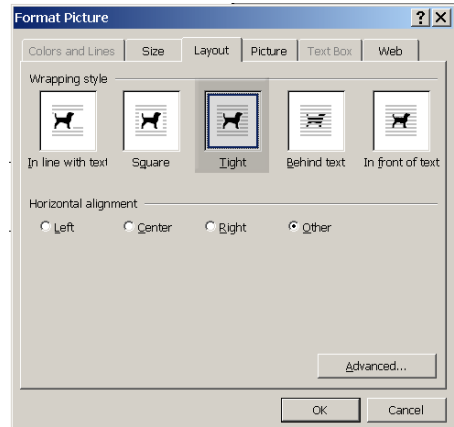 Format Picture
Colors and Lines Size Layout Picture Text Box Web
Wrapping style
In line with text Square Tight Behind text In front of text
Horizontal alignment
Left Center Right Other
Advanced...
OK Cancel